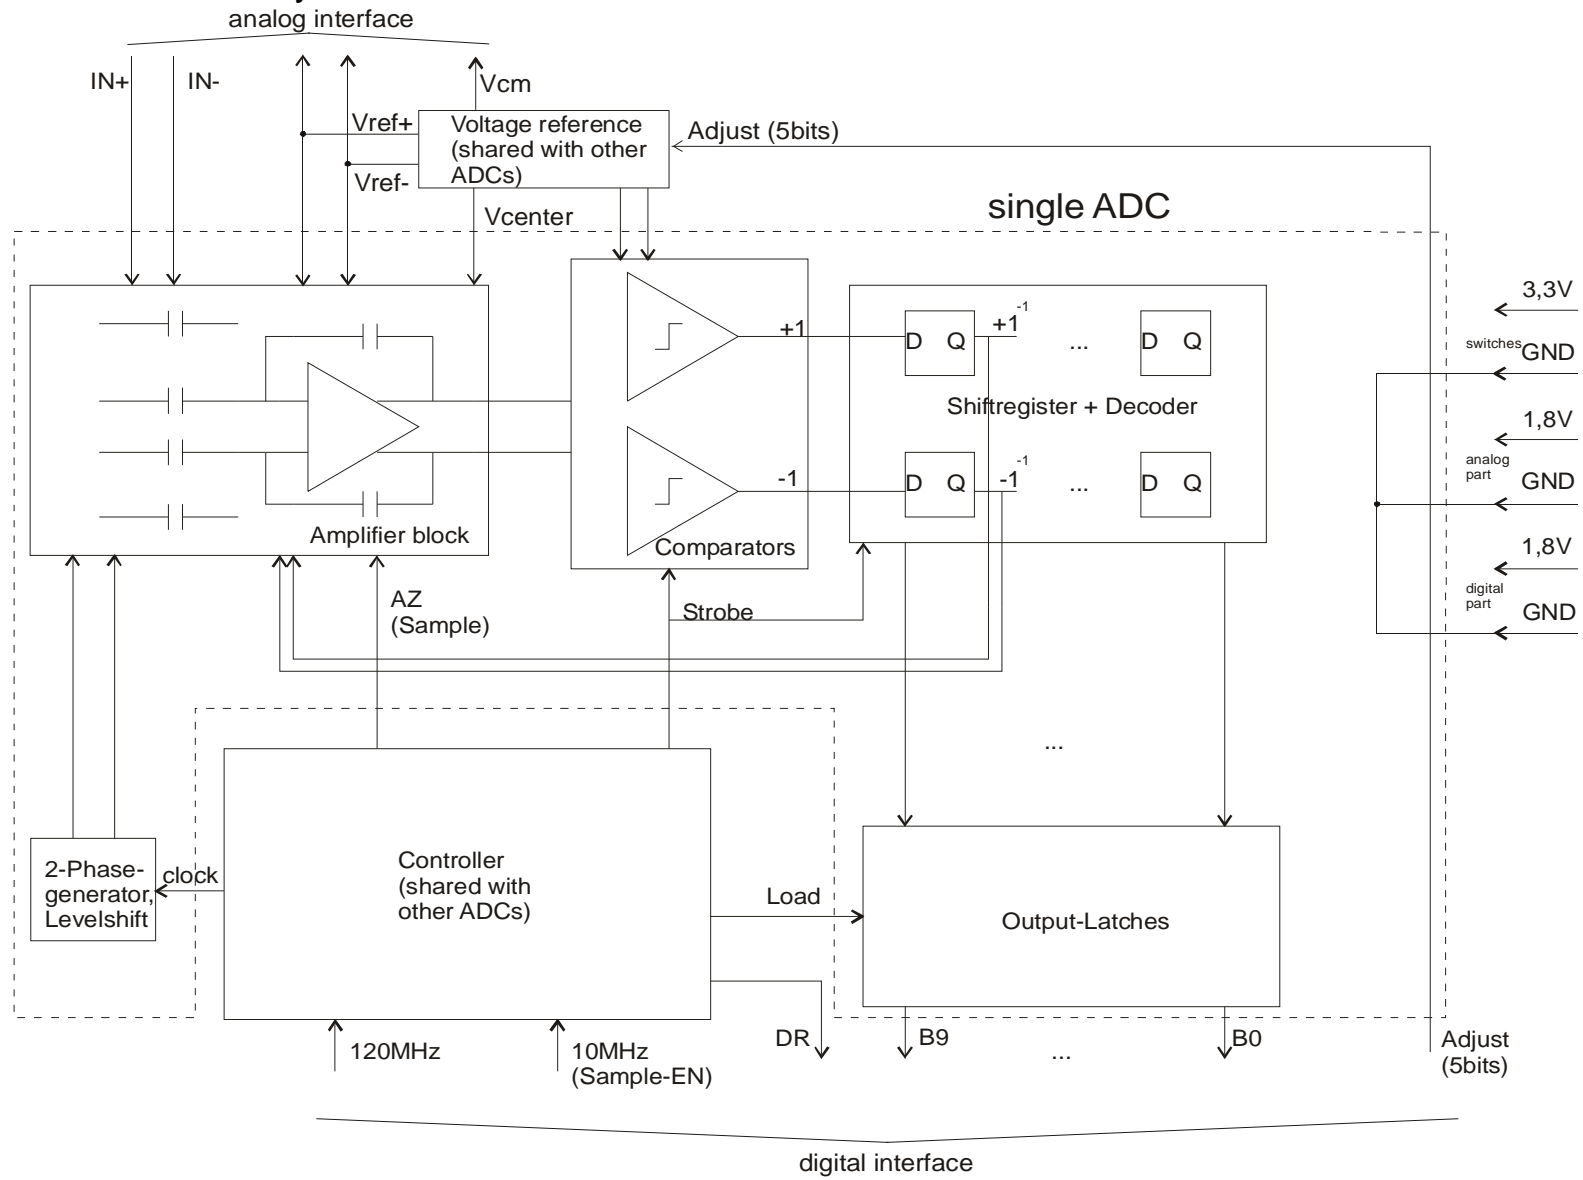 analog interface
IN+
IN-
Vcm
Vref+
Voltage reference
(shared with other
ADCs)
Adjust (5bits)
Vref-
Vcenter
single ADC
3,3V
switches
GND
1,8V
analog
part
GND
1,8V
digital
part
GND
+1
D Q
+1
-1
...
D Q
Shiftregister + Decoder
-1
D Q
-1
-1
...
D Q
Amplifier block
Comparators
AZ
(Sample)
Strobe
...
2-Phase-
generator,
Levelshift
clock
Controller
(shared with
other ADCs)
Load
Output-Latches
120MHz
10MHz
(Sample-EN)
DR
B9
...
B0
Adjust
(5bits)
digital interface